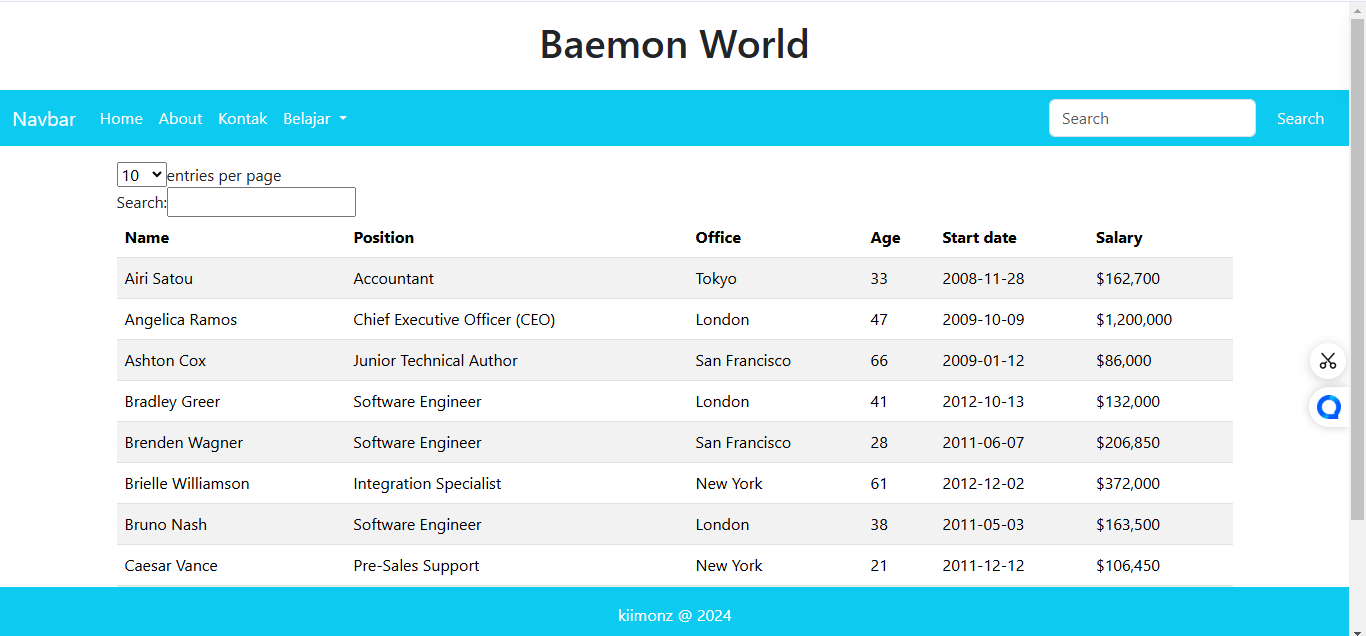 Baemon World
Navbar Home About Kontak Belajar Search Search
10 entries per page
Search:
Name Position Office Age Start date Salary
Airi Satou Accountant Tokyo 33 2008-11-28 $162,700
Angelica Ramos Chief Executive Officer (CEO) London 47 2009-10-09 $1,200,000
Ashton Cox Junior Technical Author San Francisco 66 2009-01-12 $86,000
Bradley Greer Software Engineer London 41 2012-10-13 $132,000
Brenden Wagner Software Engineer San Francisco 28 2011-06-07 $206,850
Brielle Williamson Integration Specialist New York 61 2012-12-02 $372,000
Bruno Nash Software Engineer London 38 2011-05-03 $163,500
Caesar Vance Pre-Sales Support New York 21 2011-12-12 $106,450
kiimonz @ 2024